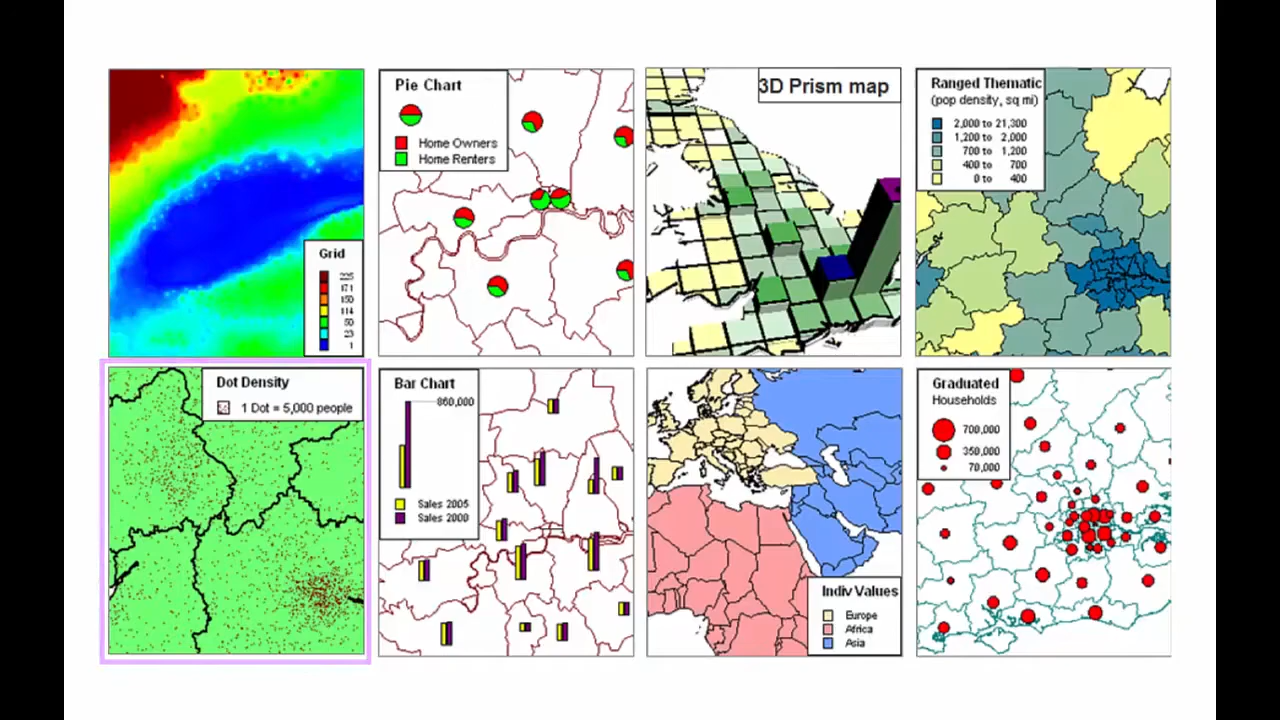 Grid
225
171
150
114
50
23
1
Pie Chart
Home Owners
Home Renters
3D Prism map
Ranged Thematic
(pop density, sq mi)
2,000 to 21,300
1,200 to 2,000
700 to 1,200
400 to 700
0 to 400
Dot Density
1 Dot = 5,000 people
Bar Chart
860,000
Sales 2005
Sales 2000
Indiv Values
Europe
Africa
Asia
Graduated
Households
700,000
350,000
70,000